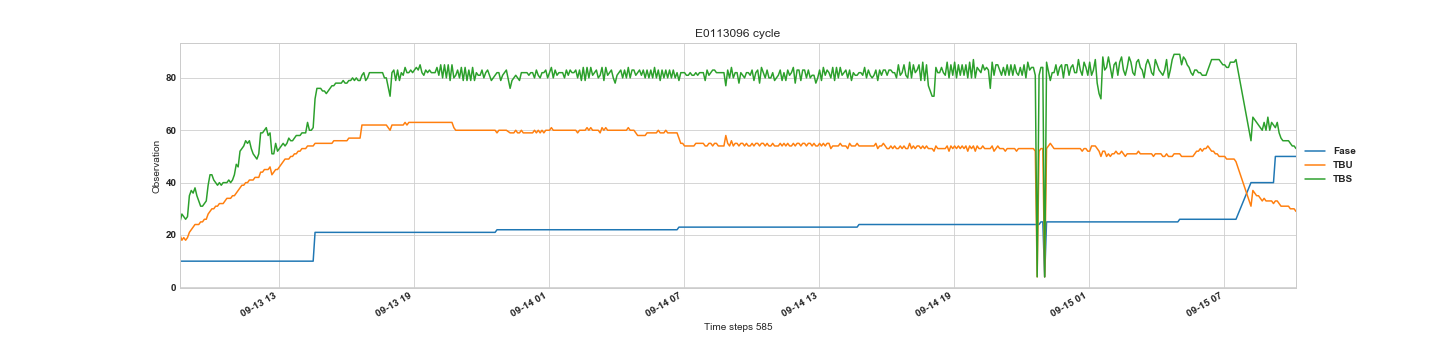 E0113096 cycle
Observation
80
60
40
20
0
09-13 13
09-13 19
09-14 01
09-14 07
09-14 13
09-14 19
09-15 01
09-15 07
Time steps 585
Fase
TBU
TBS